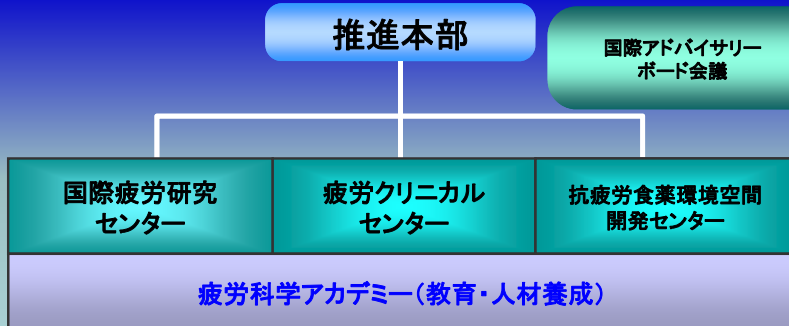 推進本部
国際アドバイザリー
ボード会議
国際疲労研究
センター
疲労クリニカル
センター
抗疲労食薬環境空間
開発センター
疲労科学アカデミー(教育・人材養成)